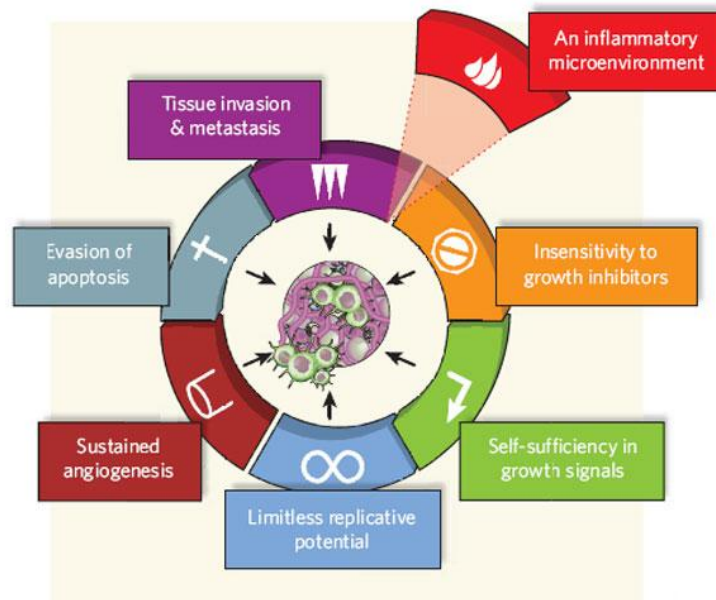 An inflammatory
microenvironment
Tissue invasion
& metastasis
Evasion of
apoptosis
Insensitivity to
growth inhibitors
Sustained
angiogenesis
Self-sufficiency in
growth signals
Limitless replicative
potential